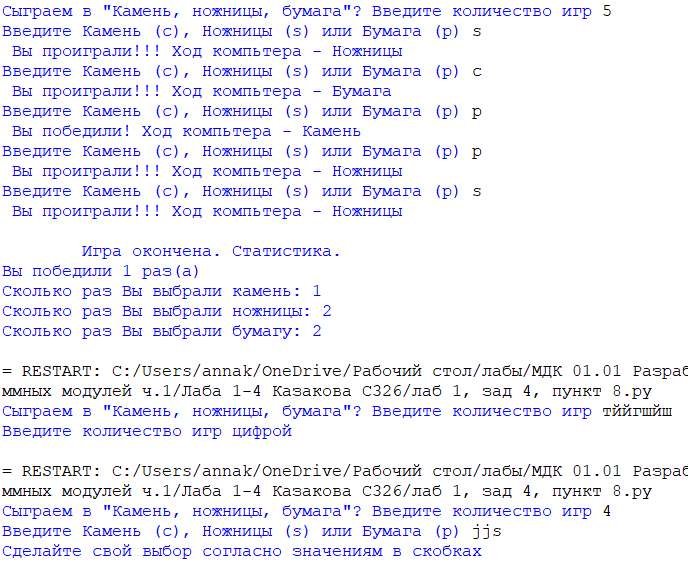 Сыграем в "Камень, ножницы, бумага"? Введите количество игр 5
Введите Камень (c), Ножницы (s) или Бумага (p) s
Вы проиграли!!! Ход компьтера - Ножницы
Введите Камень (c), Ножницы (s) или Бумага (p) c
Вы проиграли!!! Ход компьтера - Бумага
Введите Камень (c), Ножницы (s) или Бумага (p) p
Вы победили! Ход компьтера - Камень
Введите Камень (c), Ножницы (s) или Бумага (p) p
Вы проиграли!!! Ход компьтера - Ножницы
Введите Камень (c), Ножницы (s) или Бумага (p) s
Вы проиграли!!! Ход компьтера - Ножницы
Игра окончена. Статистика.
Вы победили 1 раз(а)
Сколько раз Вы выбрали камень: 1
Сколько раз Вы выбрали ножницы: 2
Сколько раз Вы выбрали бумагу: 2
= RESTART: C:/Users/annak/OneDrive/Рабочий стол/лабы/МДК 01.01 Разраб
ммных модулей ч.1/Лаба 1-4 Казакова С326/лаб 1, зад 4, пункт 8.py
Сыграем в "Камень, ножницы, бумага"? Введите количество игр тййгшйш
Введите количество игр цифрой
= RESTART: C:/Users/annak/OneDrive/Рабочий стол/лабы/МДК 01.01 Разраб
ммных модулей ч.1/Лаба 1-4 Казакова С326/лаб 1, зад 4, пункт 8.py
Сыграем в "Камень, ножницы, бумага"? Введите количество игр 4
Введите Камень (c), Ножницы (s) или Бумага (p) jjs
Сделайте свой выбор согласно значениям в скобках